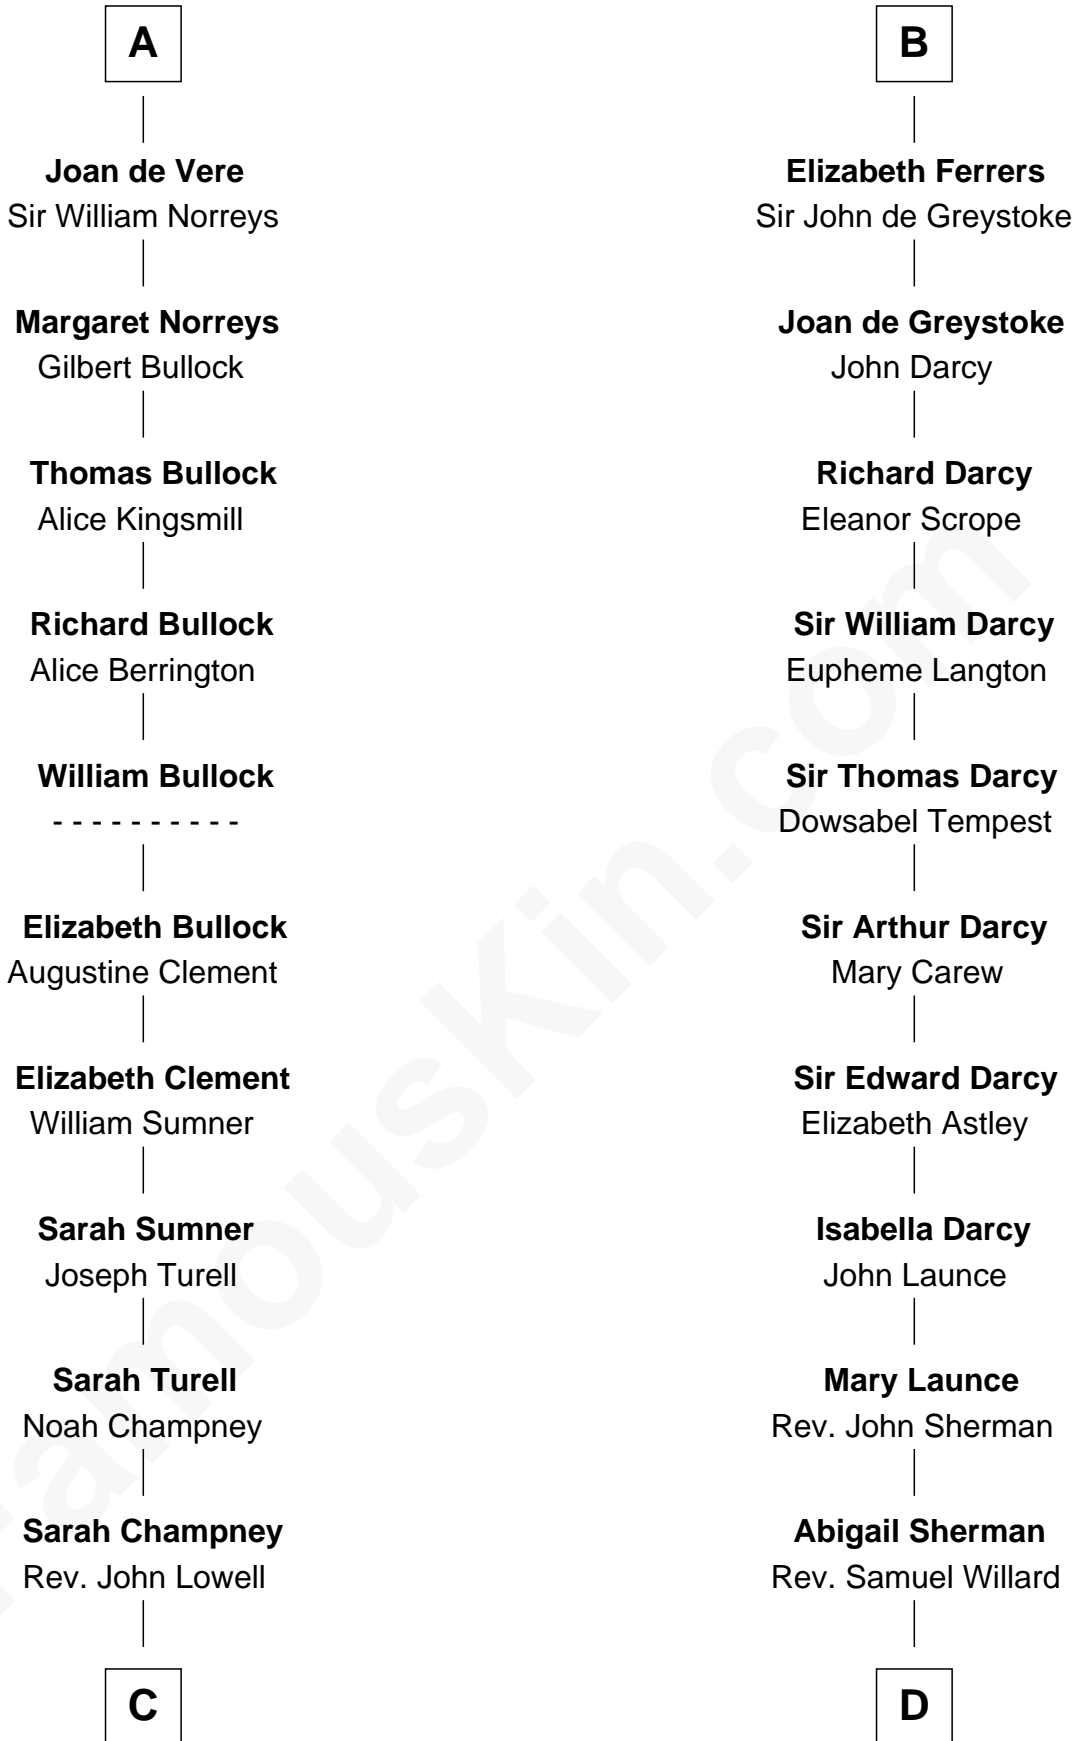 A
Joan de Vere
Sir William Norreys
Margaret Norreys
Gilbert Bullock
Thomas Bullock
Alice Kingsmill
Richard Bullock
Alice Berrington
William Bullock
- - - - - - - - - -
Elizabeth Bullock
Augustine Clement
Elizabeth Clement
William Sumner
Sarah Sumner
Joseph Turell
Sarah Turell
Noah Champney
Sarah Champney
Rev. John Lowell
C
B
Elizabeth Ferrers
Sir John de Greystoke
Joan de Greystoke
John Darcy
Richard Darcy
Eleanor Scrope
Sir William Darcy
Eupheme Langton
Sir Thomas Darcy
Dowsabel Tempest
Sir Arthur Darcy
Mary Carew
Sir Edward Darcy
Elizabeth Astley
Isabella Darcy
John Launce
Mary Launce
Rev. John Sherman
Abigail Sherman
Rev. Samuel Willard
D
FamousKin.com